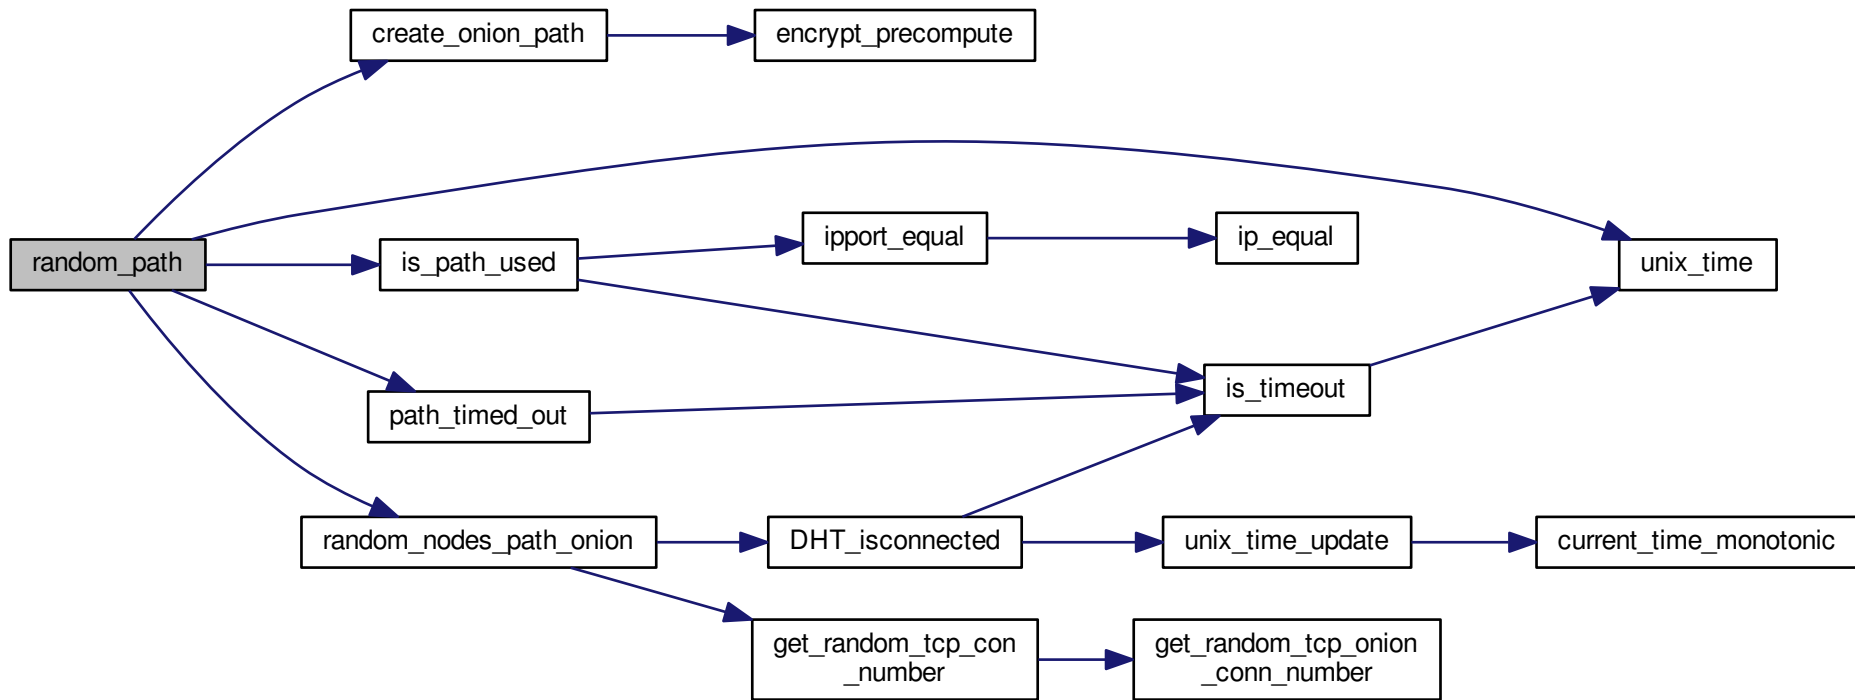 create_onion_path
encrypt_precompute
random_path
is_path_used
ipport_equal
ip_equal
unix_time
path_timed_out
is_timeout
random_nodes_path_onion
DHT_isconnected
unix_time_update
current_time_monotonic
get_random_tcp_con
_number
get_random_tcp_onion
_conn_number